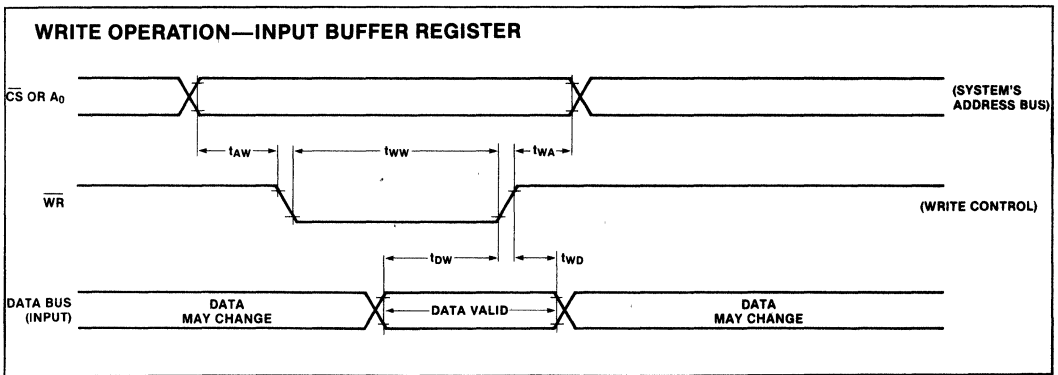 WRITE OPERATION—INPUT BUFFER REGISTER
CS OR A0
(SYSTEM'S
ADDRESS BUS)
tAW
tWW
tWA
WR
(WRITE CONTROL)
tDW
tWD
DATA BUS
(INPUT)
DATA
MAY CHANGE
DATA VALID
DATA
MAY CHANGE